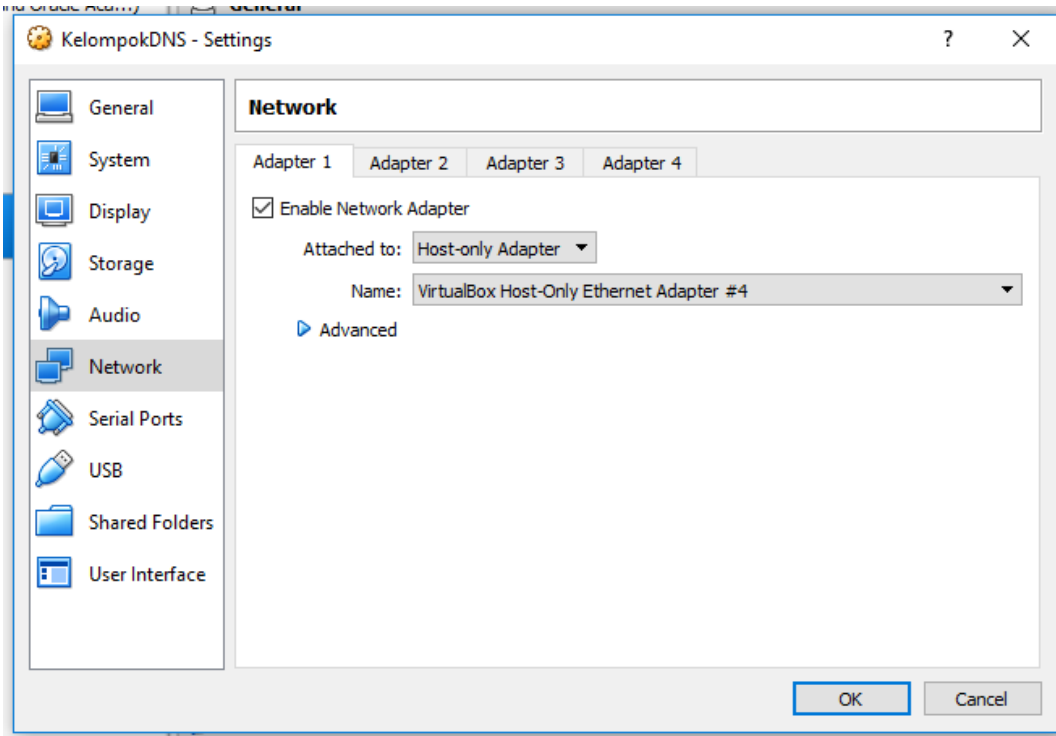 General
KelompokDNS - Settings
?
General
System
Display
Storage
Audio
Network
Serial Ports
USB
Shared Folders
User Interface
Network
Adapter 1
Adapter 2
Adapter 3
Adapter 4
Enable Network Adapter
Attached to: Host-only Adapter
Name: VirtualBox Host-Only Ethernet Adapter #4
Advanced
OK
Cancel